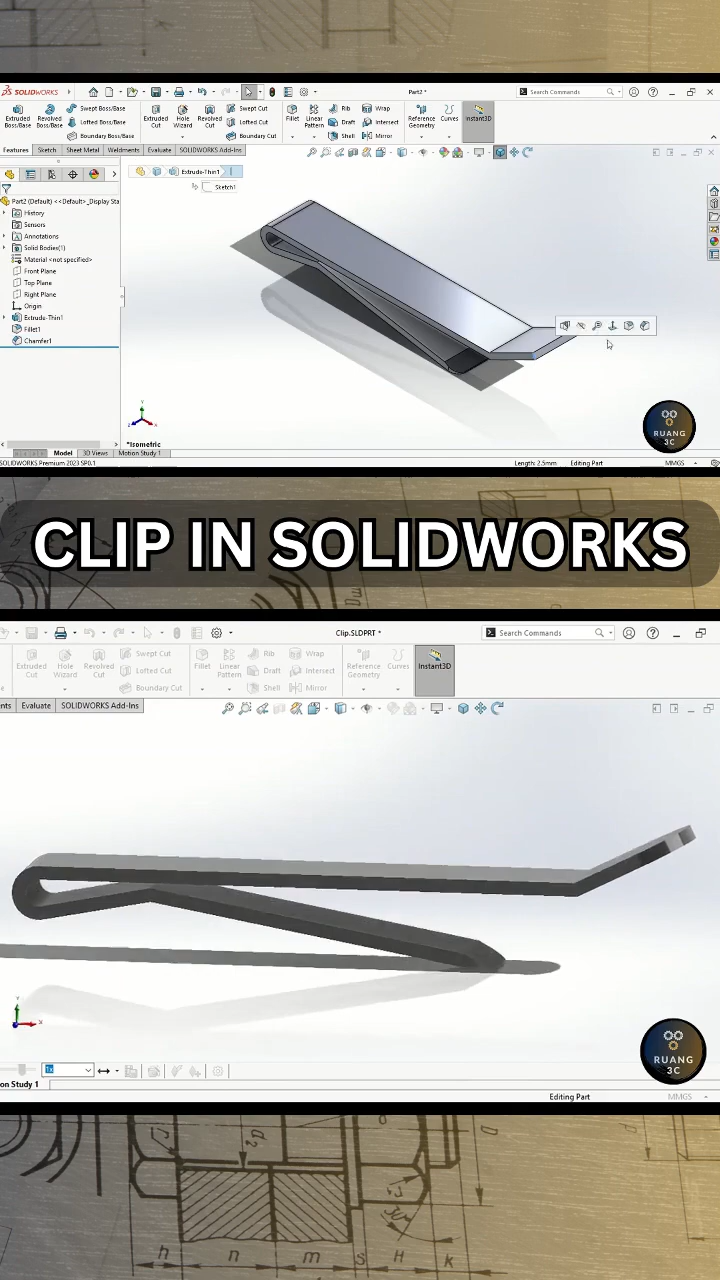 SOLIDWORKS
Part2 *
Search Commands
Extruded Boss/Base
Revolved Boss/Base
Swept Boss/Base
Lofted Boss/Base
Boundary Boss/Base
Extruded Cut
Hole Wizard
Revolved Cut
Swept Cut
Lofted Cut
Boundary Cut
Fillet
Linear Pattern
Rib
Draft
Shell
Wrap
Intersect
Mirror
Reference Geometry
Curves
Instant3D
Features Sketch Sheet Metal Weldments Evaluate SOLIDWORKS Add-Ins
Extrude-Thin1
Sketch1
Part2 (Default) <<Default>_Display Sta
History
Sensors
Annotations
Solid Bodies(1)
Material <not specified>
Front Plane
Top Plane
Right Plane
Origin
Extrude-Thin1
Fillet1
Chamfer1
*Isometric
RUANG
3C
Model 3D Views Motion Study 1
SOLIDWORKS Premium 2023 SP0.1
Length: 2.5mm Editing Part MMGS
CLIP IN SOLIDWORKS
Clip.SLDPRT *
Search Commands
Extruded Cut
Hole Wizard
Revolved Cut
Swept Cut
Lofted Cut
Boundary Cut
Fillet
Linear Pattern
Rib
Draft
Shell
Wrap
Intersect
Mirror
Reference Geometry
Curves
Instant3D
nts Evaluate SOLIDWORKS Add-Ins
RUANG
3C
1x
on Study 1
Editing Part MMGS
d2
D
h n m s H k